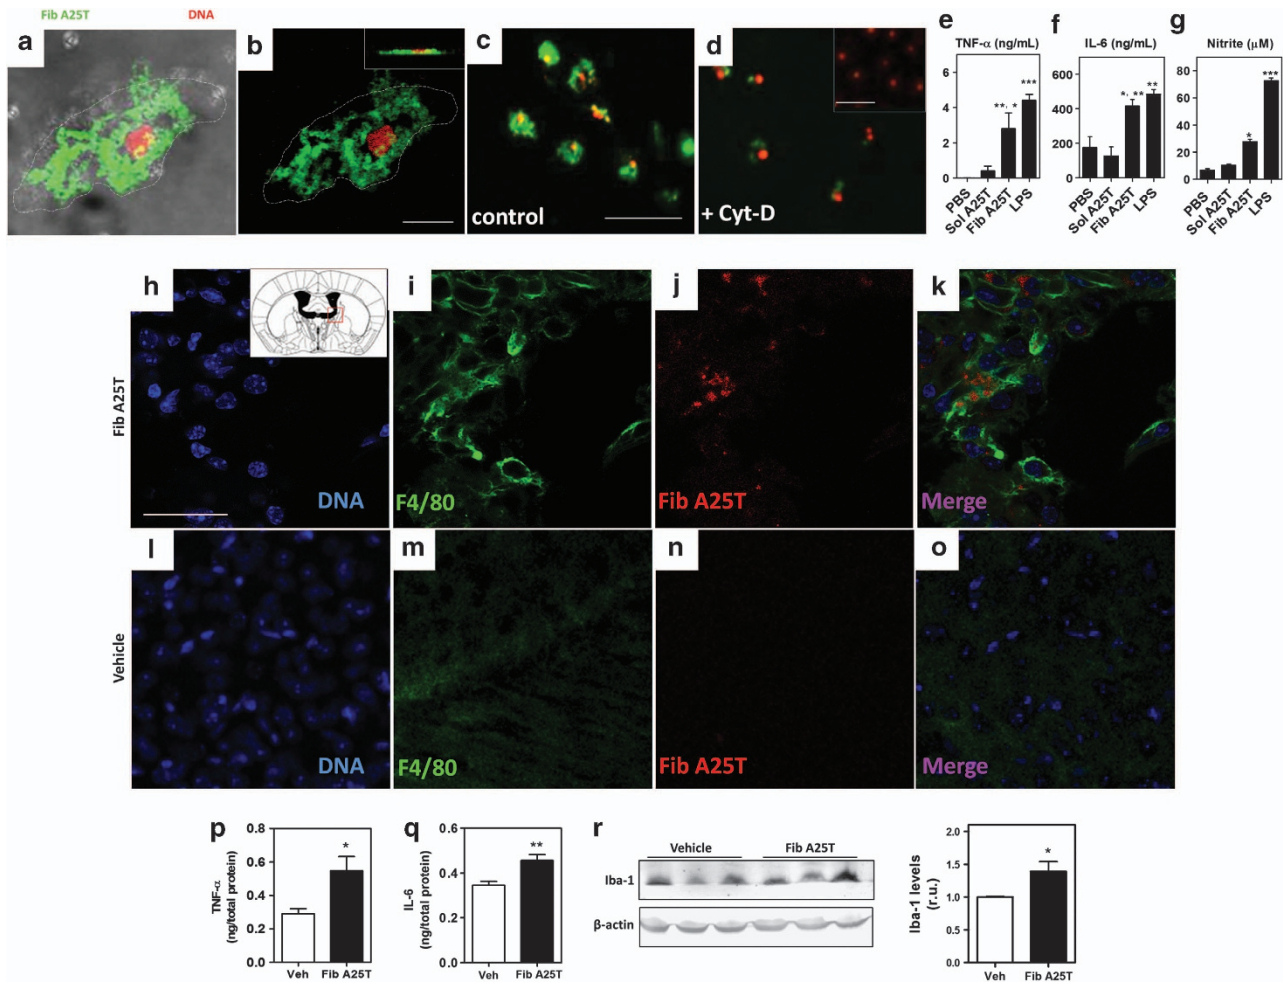 Fib A25T DNA
a
b
c
control
d
+ Cyt-D
e
TNF-α (ng/mL)
6
4
2
0
**, *
***
PBS
Sol A25T
Fib A25T
LPS
f
IL-6 (ng/mL)
600
400
200
0
*, **
**
PBS
Sol A25T
Fib A25T
LPS
g
Nitrite (μM)
80
60
40
20
0
*
***
PBS
Sol A25T
Fib A25T
LPS
Fib A25T
h
DNA
i
F4/80
j
Fib A25T
k
Merge
Vehicle
l
DNA
m
F4/80
n
Fib A25T
o
Merge
p
TNF-α
(ng/total protein)
0.8
0.6
0.4
0.2
0.0
*
Veh Fib A25T
q
IL-6
(ng/total protein)
0.6
0.4
0.2
0.0
**
Veh Fib A25T
r
Vehicle Fib A25T
Iba-1
β-actin
Iba-1 levels
(r.u.)
2.0
1.5
1.0
0.5
0.0
*
Veh Fib A25T